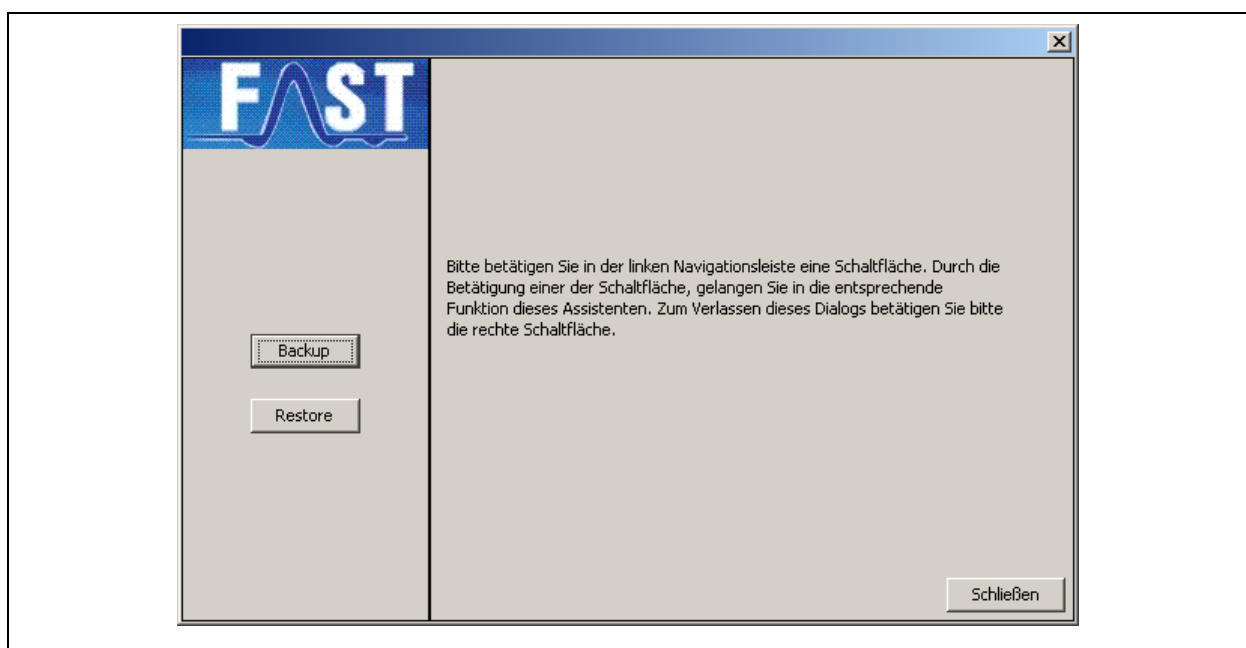 FAST
Bitte betätigen Sie in der linken Navigationsleiste eine Schaltfläche. Durch die
Betätigung einer der Schaltfläche, gelangen Sie in die entsprechende
Funktion dieses Assistenten. Zum Verlassen dieses Dialogs betätigen Sie bitte
die rechte Schaltfläche.
Backup
Restore
Schließen